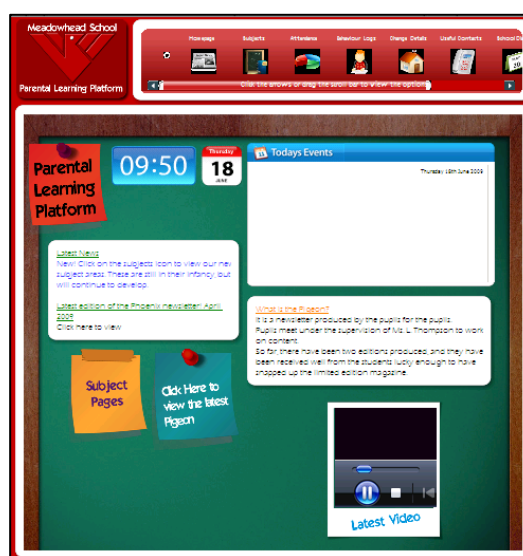 Meadowhead School
Parental Learning Platform
Homepage
Subjects
Attendance
Behaviour Logs
Change Details
Useful Contacts
School Di
Click the arrows or drag the scroll bar to view the options
Parental
Learning
Platform
09:50
Thursday
18
JUNE
Todays Events
Thursday 18th June 2009
Latest News
New! Click on the subjects icon to view our new
subject areas. These are still in their infancy, but
will continue to develop.
Latest edition of the Phoenix newsletter! April
2009
Click here to view
What is the Pigeon?
It is a newsletter produced by the pupils for the pupils.
Pupils meet under the supervision of Ms. L. Thompson to work
on content
So far, there have been two editions produced, and they have
been received well from the students lucky enough to have
snapped up the limited edition magazine.
Subject
Pages
Click Here to
view the latest
Pigeon
Latest Video